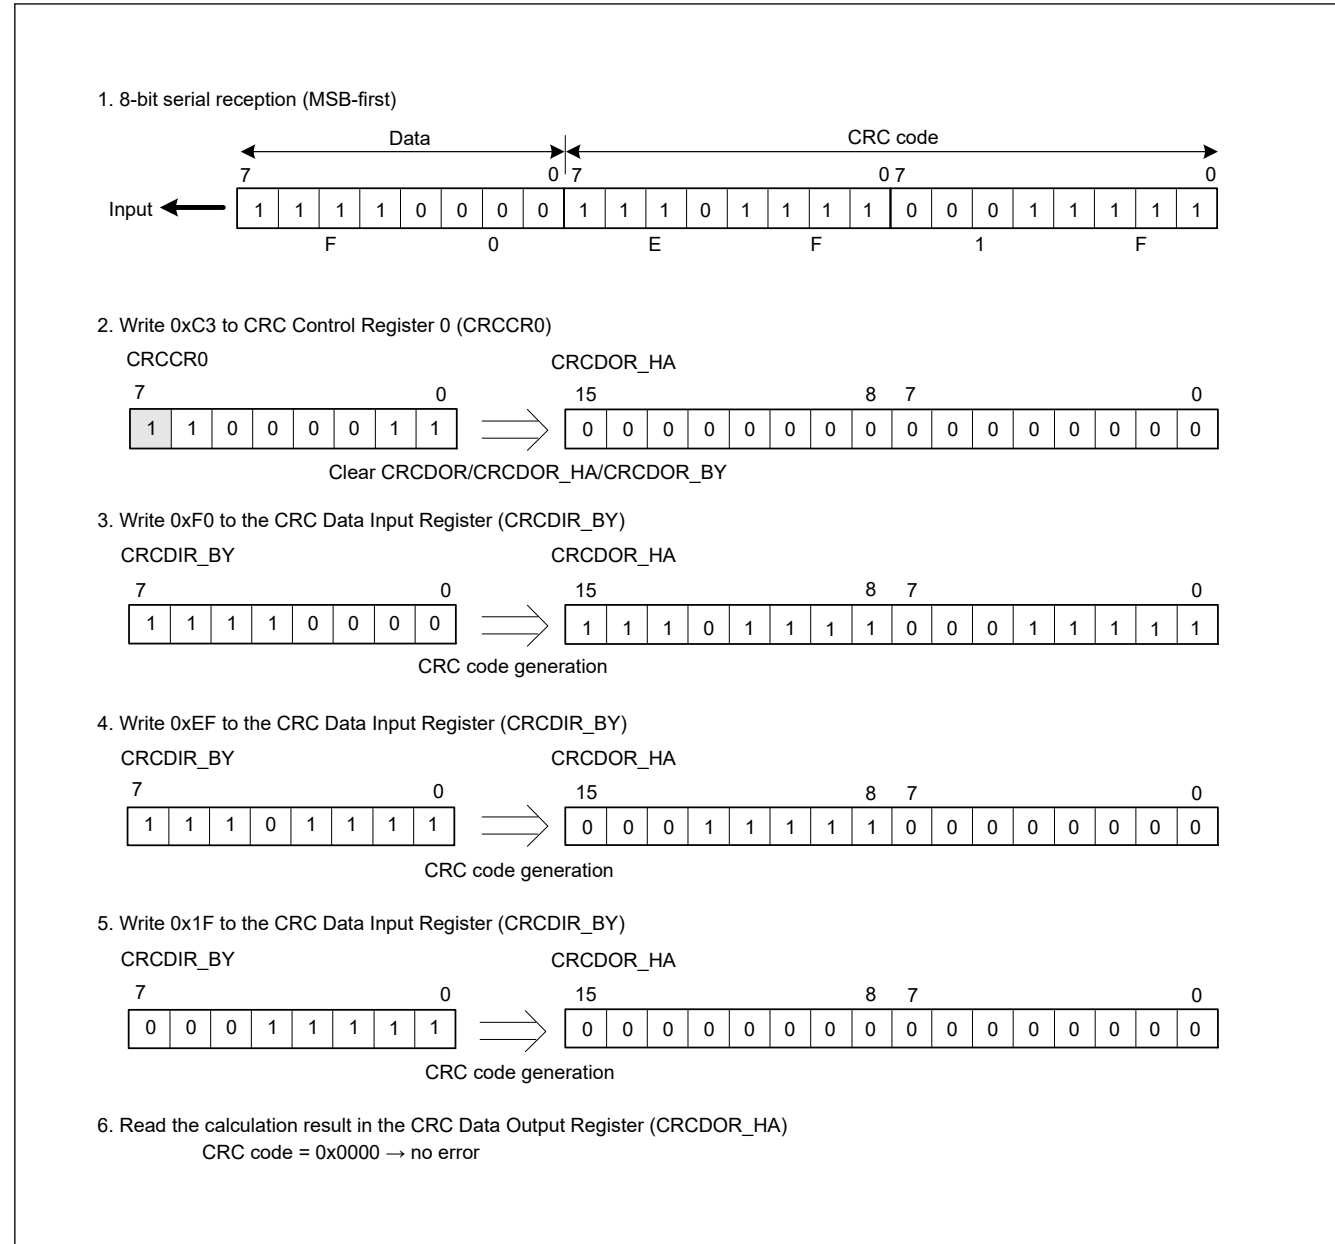 1. 8-bit serial reception (MSB-first)
Data CRC code
7 0 7 0 7 0
Input 1 1 1 1 0 0 0 0 1 1 1 0 1 1 1 1 0 0 0 1 1 1 1 1
F 0 E F 1 F
2. Write 0xC3 to CRC Control Register 0 (CRCCR0)
CRCCR0 CRCDOR_HA
7 0 15 8 7 0
1 1 0 0 0 0 1 1 0 0 0 0 0 0 0 0 0 0 0 0 0 0 0 0
Clear CRCDOR/CRCDOR_HA/CRCDOR_BY
3. Write 0xF0 to the CRC Data Input Register (CRCDIR_BY)
CRCDIR_BY CRCDOR_HA
7 0 15 8 7 0
1 1 1 1 0 0 0 0 1 1 1 0 1 1 1 1 0 0 0 1 1 1 1 1
CRC code generation
4. Write 0xEF to the CRC Data Input Register (CRCDIR_BY)
CRCDIR_BY CRCDOR_HA
7 0 15 8 7 0
1 1 1 0 1 1 1 1 0 0 0 1 1 1 1 1 0 0 0 0 0 0 0 0
CRC code generation
5. Write 0x1F to the CRC Data Input Register (CRCDIR_BY)
CRCDIR_BY CRCDOR_HA
7 0 15 8 7 0
0 0 0 1 1 1 1 1 0 0 0 0 0 0 0 0 0 0 0 0 0 0 0 0
CRC code generation
6. Read the calculation result in the CRC Data Output Register (CRCDOR_HA)
CRC code = 0x0000 → no error